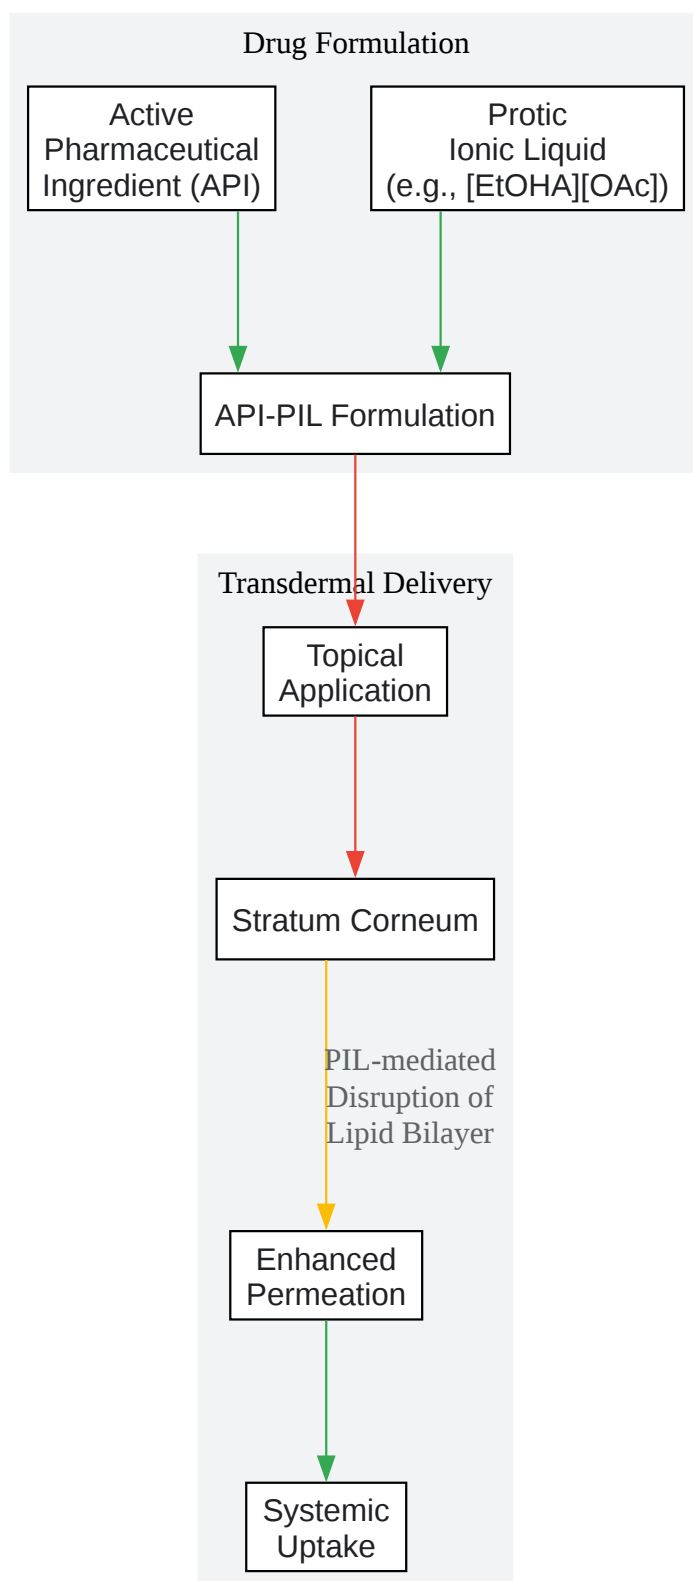 Drug Formulation
Active
Pharmaceutical
Ingredient (API)
Protic
Ionic Liquid
(e.g., [EtOHA][OAc])
API-PIL Formulation
Transdermal Delivery
Topical
Application
Stratum Corneum
PIL-mediated
Disruption of
Lipid Bilayer
Enhanced
Permeation
Systemic
Uptake